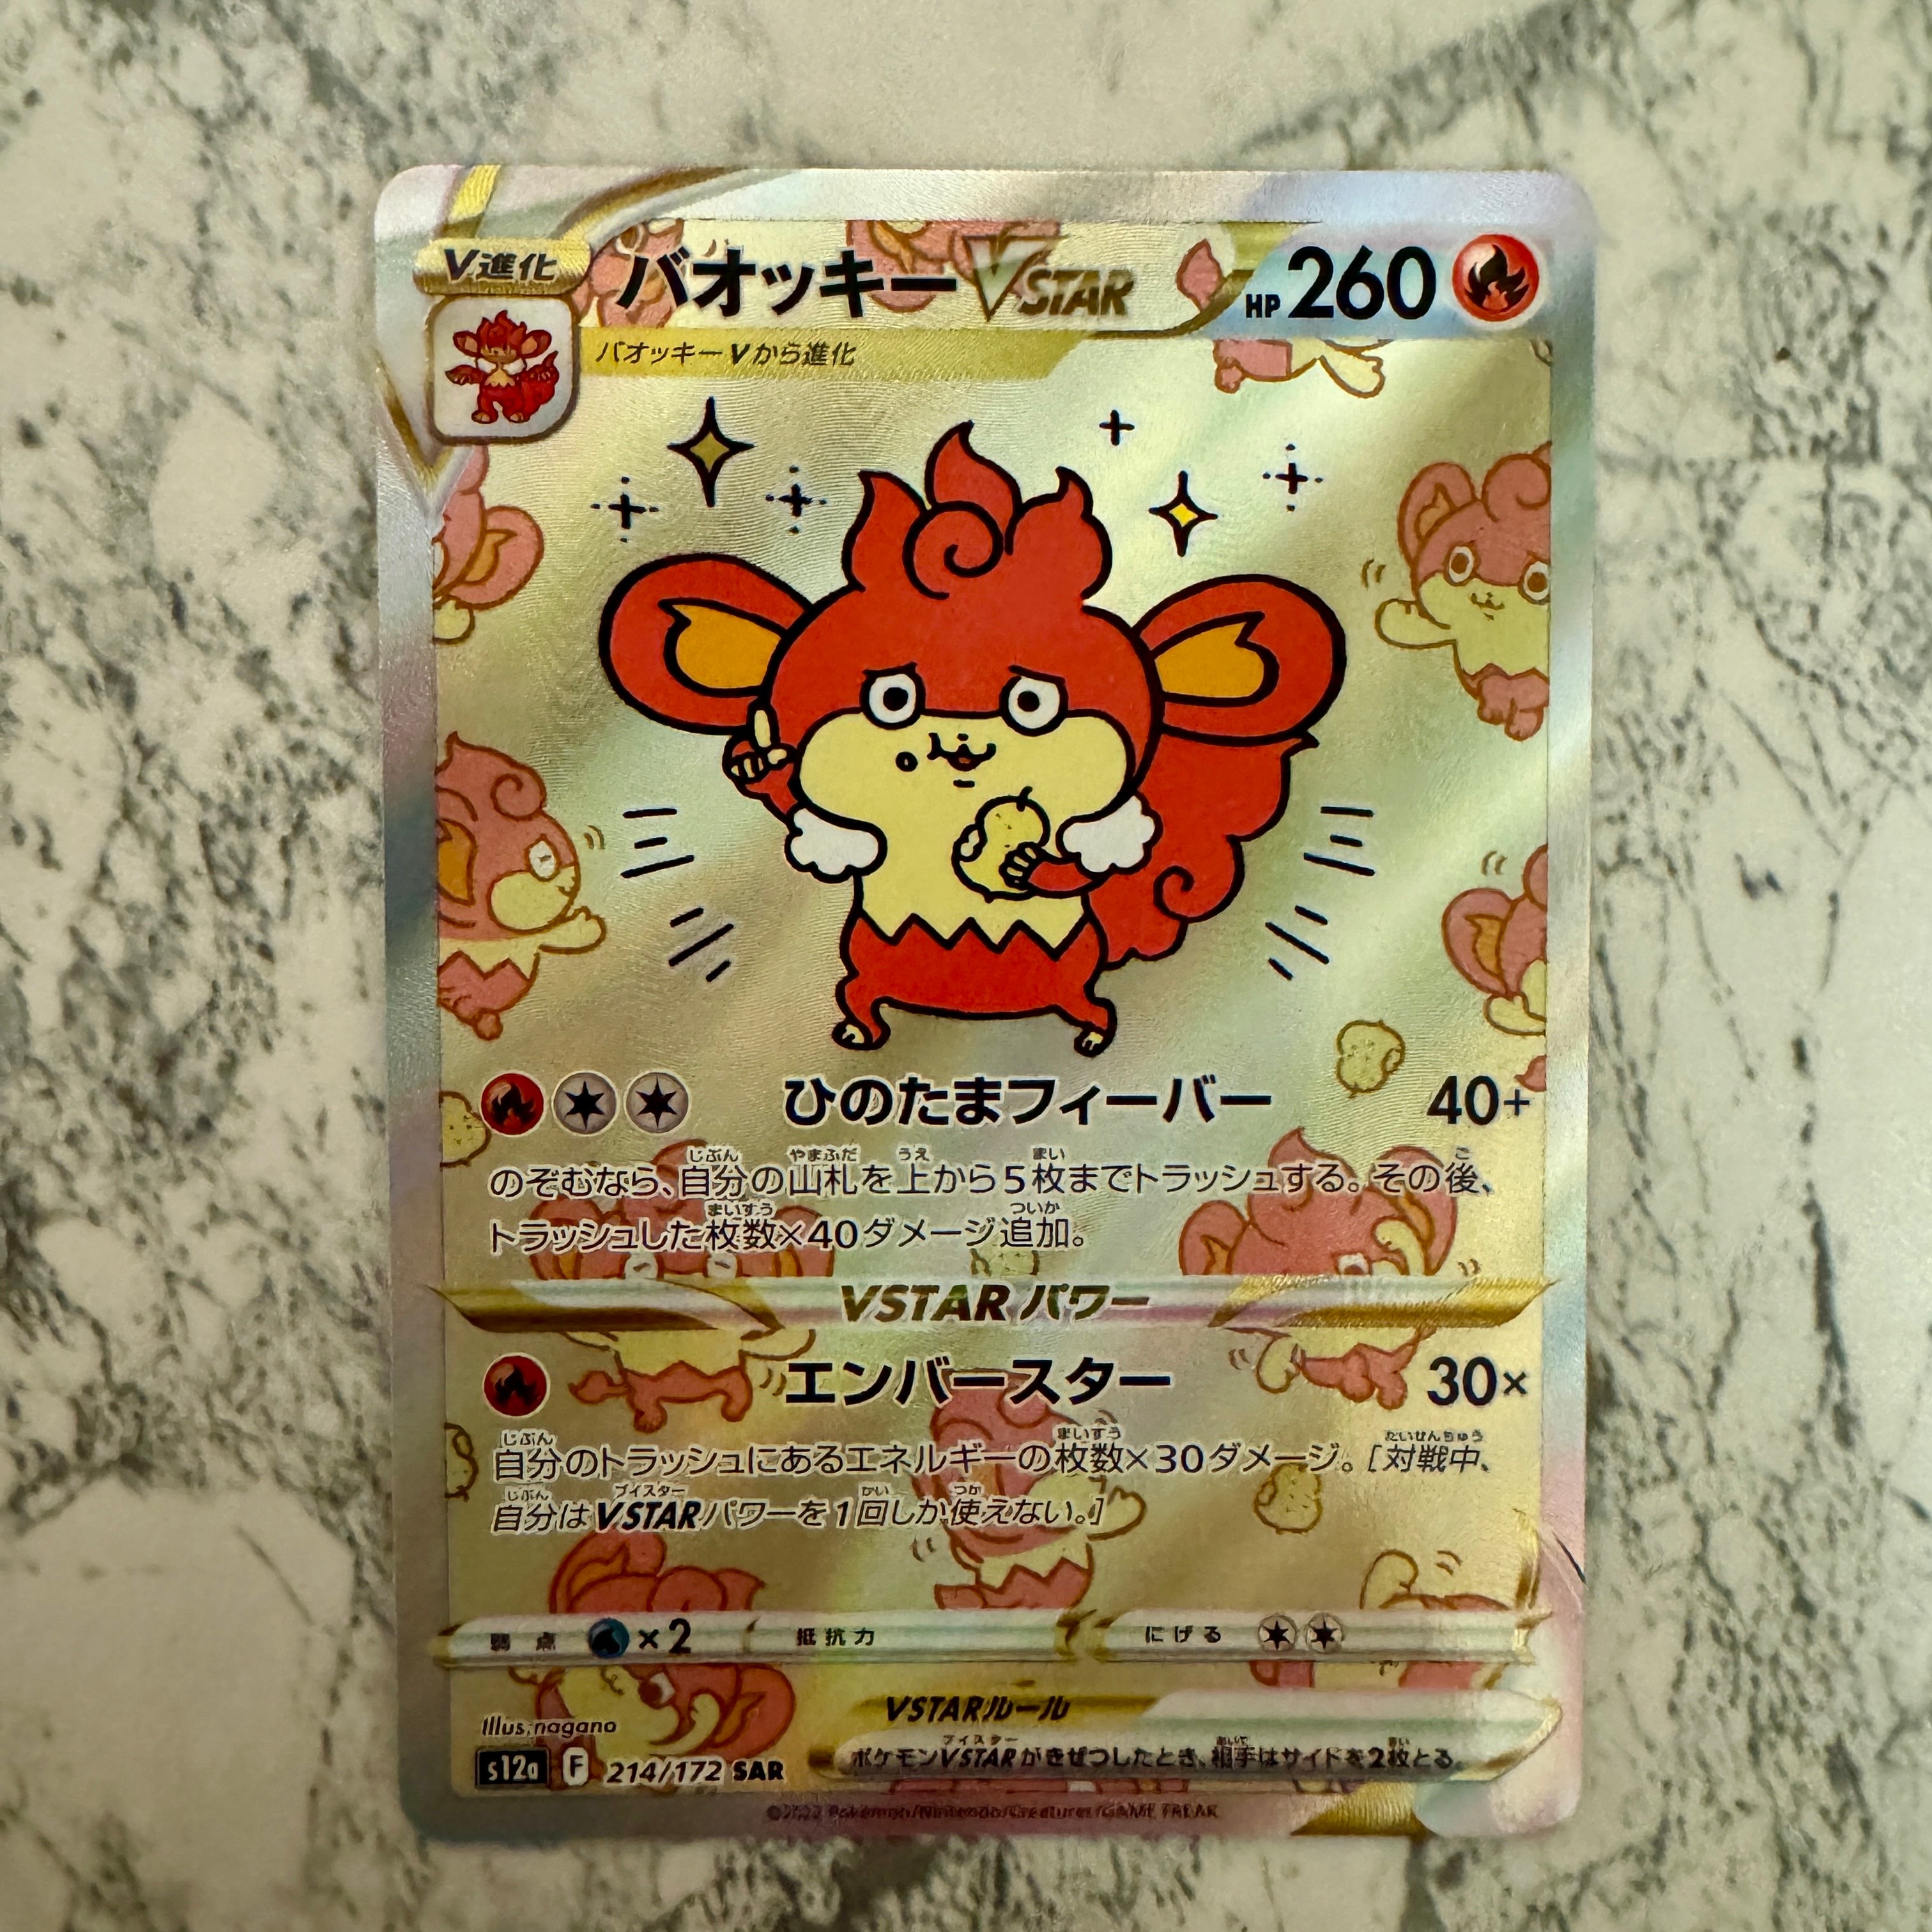 V進化
バオッキーVSTAR
HP 260
バオッキーVから進化
ひのたまフィーバー 40+
のぞむなら、自分の山札を上から5枚までトラッシュする。その後、
トラッシュした枚数×40ダメージ追加。
VSTARパワー
エンバースター 30×
自分のトラッシュにあるエネルギーの枚数×30ダメージ。[対戦中、
自分はVSTARパワーを1回しか使えない。]
弱点 ×2 抵抗力 にげる
VSTARルール
Illus. nagano
ポケモンVSTARがきぜつしたとき、相手はサイドを2枚とる。
s12a F 214/172 SAR
©2022 Pokémon/Nintendo/Creatures/GAME FREAK